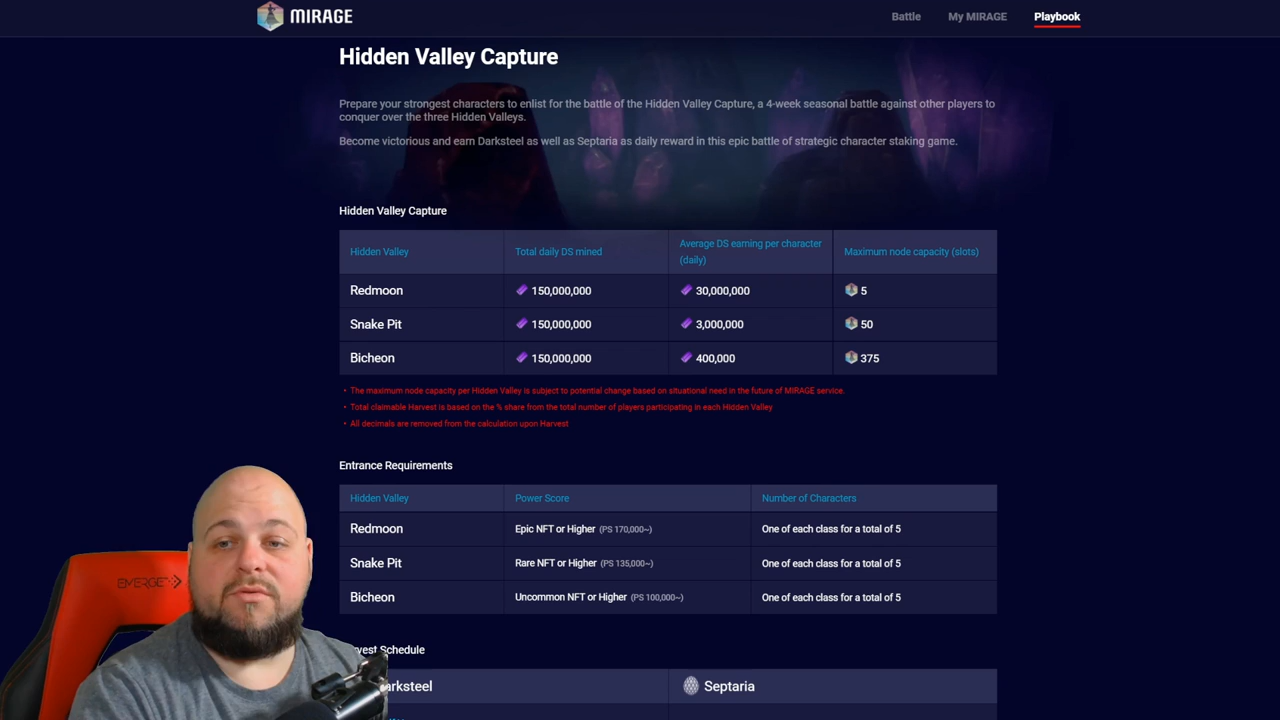 MIRAGE
Battle
My MIRAGE
Playbook
Hidden Valley Capture
Prepare your strongest characters to enlist for the battle of the Hidden Valley Capture, a 4-week seasonal battle against other players to
conquer over the three Hidden Valleys.
Become victorious and earn Darksteel as well as Septaria as daily reward in this epic battle of strategic character staking game.
Hidden Valley Capture
Hidden Valley Total daily DS mined Average DS earning per character (daily) Maximum node capacity (slots)
Redmoon 150,000,000 30,000,000 5
Snake Pit 150,000,000 3,000,000 50
Bicheon 150,000,000 400,000 375
• The maximum node capacity per Hidden Valley is subject to potential change based on situational need in the future of MIRAGE service.
• Total claimable Harvest is based on the % share from the total number of players participating in each Hidden Valley
• All decimals are removed from the calculation upon Harvest
Entrance Requirements
Hidden Valley Power Score Number of Characters
Redmoon Epic NFT or Higher (PS 170,000~) One of each class for a total of 5
Snake Pit Rare NFT or Higher (PS 135,000~) One of each class for a total of 5
Bicheon Uncommon NFT or Higher (PS 100,000~) One of each class for a total of 5
Schedule
Septaria
EMERGE